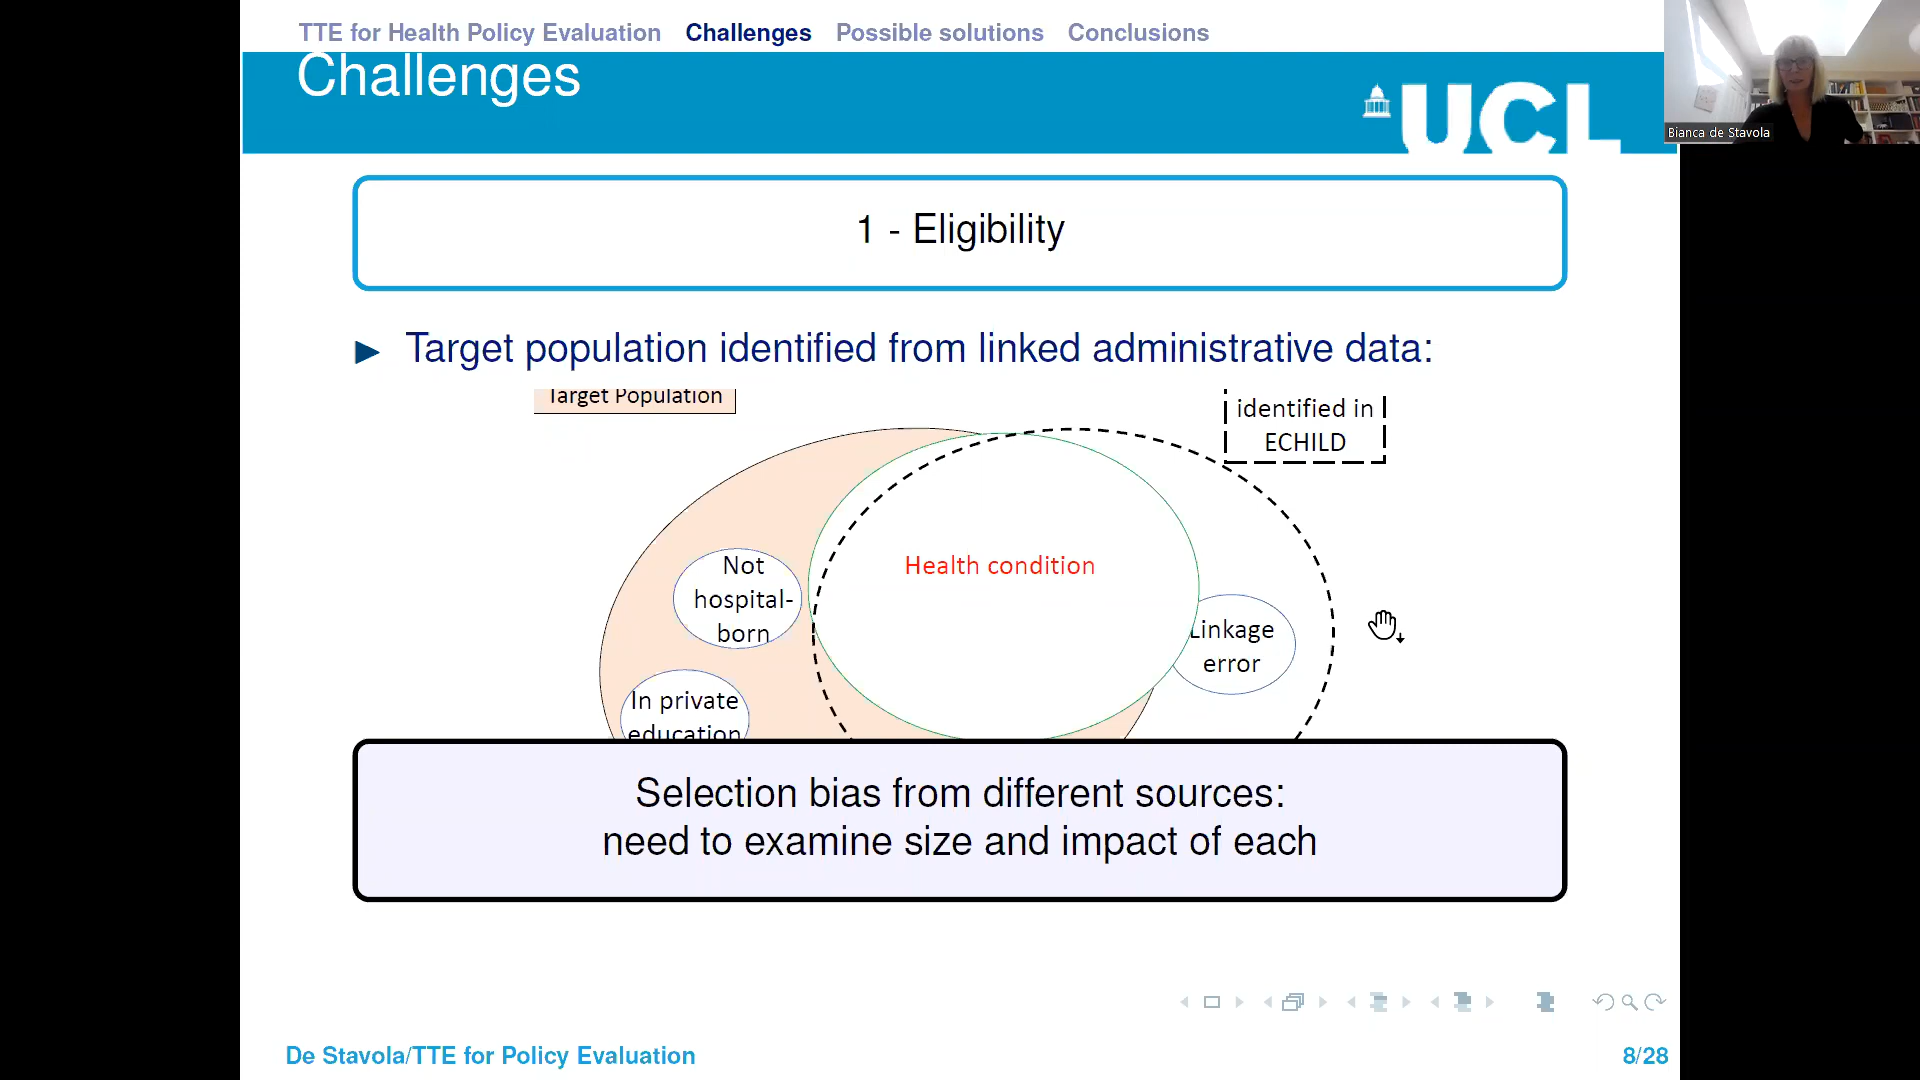 TTE for Health Policy Evaluation Challenges Possible solutions Conclusions
Challenges
UCL
Bianca de Stavola
1 - Eligibility
Target population identified from linked administrative data:
Target Population
identified in
ECHILD
Health condition
Not
hospital-
born
Linkage
error
In private
education
Selection bias from different sources:
need to examine size and impact of each
De Stavola/TTE for Policy Evaluation
8/28